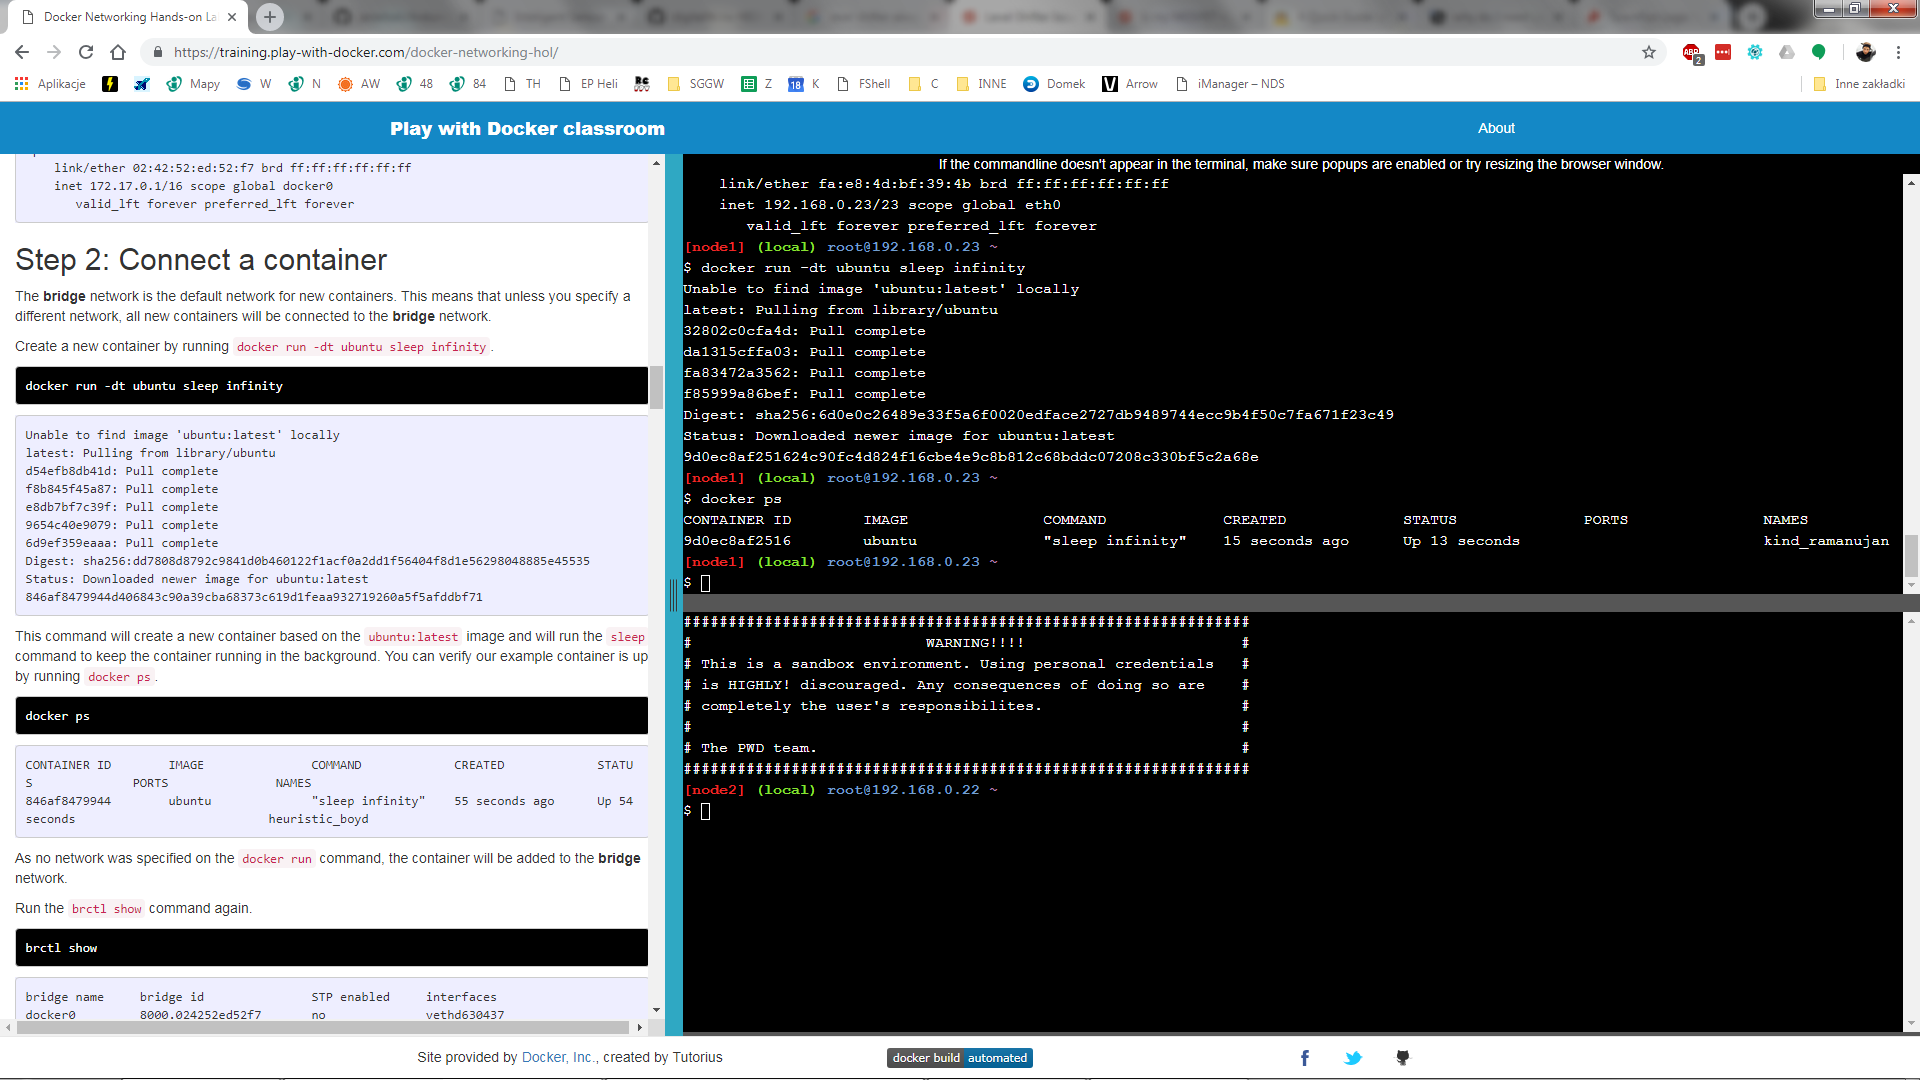 Docker Networking Hands-on La
https://training.play-with-docker.com/docker-networking-hol/
2
Aplikacje
Mapy
W
N
AW
48
84
TH
EP Heli
SGGW
Z
18
K
FShell
C
INNE
Domek
Arrow
iManager – NDS
Inne zakładki
Play with Docker classroom
About
link/ether 02:42:52:ed:52:f7 brd ff:ff:ff:ff:ff:ff
inet 172.17.0.1/16 scope global docker0
valid_lft forever preferred_lft forever
Step 2: Connect a container
The bridge network is the default network for new containers. This means that unless you specify a
different network, all new containers will be connected to the bridge network.
Create a new container by running docker run -dt ubuntu sleep infinity.
docker run -dt ubuntu sleep infinity
Unable to find image 'ubuntu:latest' locally
latest: Pulling from library/ubuntu
d54efb8db41d: Pull complete
f8b845f45a87: Pull complete
e8db7bf7c39f: Pull complete
9654c40e9079: Pull complete
6d9ef359eaaa: Pull complete
Digest: sha256:dd7808d8792c9841d0b460122f1acf0a2dd1f56404f8d1e56298048885e45535
Status: Downloaded newer image for ubuntu:latest
846af8479944d406843c90a39cba68373c619d1feaa932719260a5f5afddbf71
This command will create a new container based on the ubuntu:latest image and will run the sleep
command to keep the container running in the background. You can verify our example container is up
by running docker ps.
docker ps
CONTAINER ID IMAGE COMMAND CREATED STATU
S PORTS NAMES
846af8479944 ubuntu "sleep infinity" 55 seconds ago Up 54
seconds heuristic_boyd
As no network was specified on the docker run command, the container will be added to the bridge
network.
Run the brctl show command again.
brctl show
bridge name bridge id STP enabled interfaces
docker0 8000.024252ed52f7 no vethd630437
If the commandline doesn't appear in the terminal, make sure popups are enabled or try resizing the browser window.
link/ether fa:e8:4d:bf:39:4b brd ff:ff:ff:ff:ff:ff
inet 192.168.0.23/23 scope global eth0
valid_lft forever preferred_lft forever
[node1] (local) root@192.168.0.23 ~
$ docker run -dt ubuntu sleep infinity
Unable to find image 'ubuntu:latest' locally
latest: Pulling from library/ubuntu
32802c0cfa4d: Pull complete
da1315cffa03: Pull complete
fa83472a3562: Pull complete
f85999a86bef: Pull complete
Digest: sha256:6d0e0c26489e33f5a6f0020edface2727db9489744ecc9b4f50c7fa671f23c49
Status: Downloaded newer image for ubuntu:latest
9d0ec8af251624c90fc4d824f16cbe4e9c8b812c68bddc07208c330bf5c2a68e
[node1] (local) root@192.168.0.23 ~
$ docker ps
CONTAINER ID IMAGE COMMAND CREATED STATUS PORTS NAMES
9d0ec8af2516 ubuntu "sleep infinity" 15 seconds ago Up 13 seconds kind_ramanujan
[node1] (local) root@192.168.0.23 ~
$
###############################################################
# WARNING!!!! #
# This is a sandbox environment. Using personal credentials #
# is HIGHLY! discouraged. Any consequences of doing so are #
# completely the user's responsibilites. #
# #
# The PWD team. #
###############################################################
[node2] (local) root@192.168.0.22 ~
$
Site provided by Docker, Inc., created by Tutorius
docker build automated